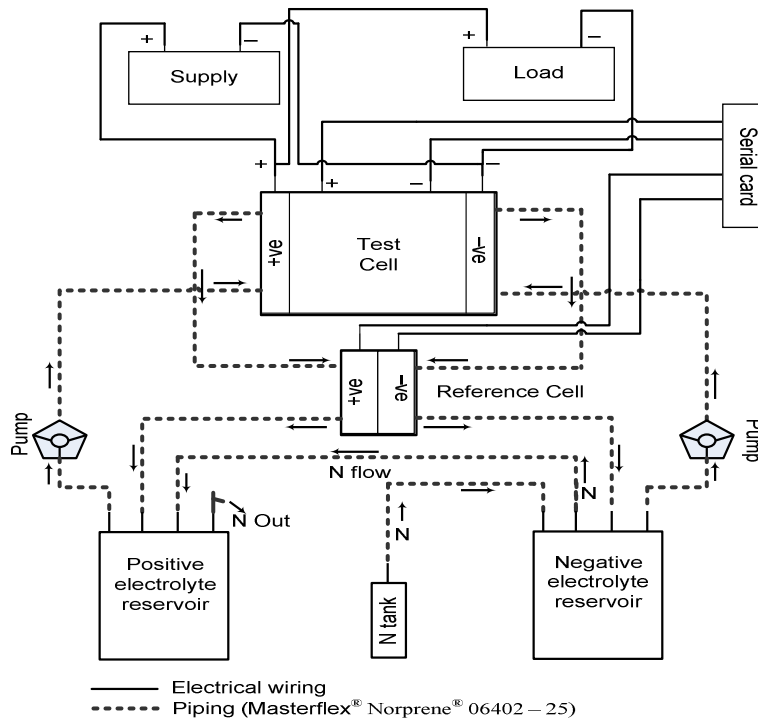 + − + −
Supply Load
Serial card
+ − + − 
+ve Test Cell −ve
+ve −ve Reference Cell
Pump
Pump
N flow
N
N
N Out
Positive
electrolyte
reservoir
N tank
Negative
electrolyte
reservoir
Electrical wiring
Piping (Masterflex® Norprene® 06402 – 25)